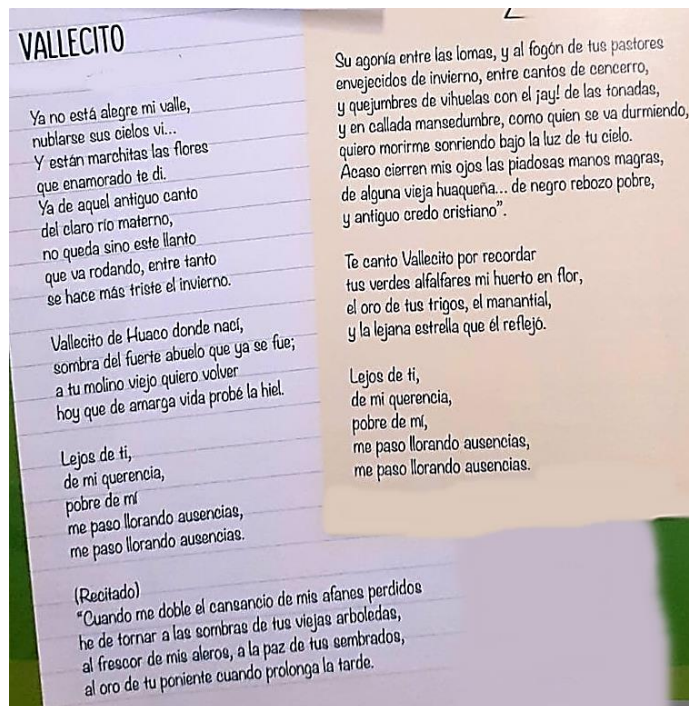 VALLECITO
Ya no está alegre mi valle,
nublarse sus cielos vi...
Y están marchitas las flores
que enamorado te di.
Ya de aquel antiguo canto
del claro río materno,
no queda sino este llanto
que va rodando, entre tanto
se hace más triste el invierno.
Vallecito de Huaco donde nací,
sombra del fuerte abuelo que ya se fue;
a tu molino viejo quiero volver
hoy que de amarga vida probé la hiel.
Lejos de ti,
de mi querencia,
pobre de mí
me paso llorando ausencias,
me paso llorando ausencias.
(Recitado)
“Cuando me doble el cansancio de mis afanes perdidos
he de tornar a las sombras de tus viejas arboledas,
al frescor de mis aleros, a la paz de tus sembrados,
al oro de tu poniente cuando prolonga la tarde.
Su agonía entre las lomas, y al fogón de tus pastores
envejecidos de invierno, entre cantos de cencerro,
y quejumbres de vihuelas con el ¡ay! de las tonadas,
y en callada mansedumbre, como quien se va durmiendo,
quiero morirme sonriendo bajo la luz de tu cielo.
Acaso cierren mis ojos las piadosas manos magras,
de alguna vieja huaqueña... de negro rebozo pobre,
y antiguo credo cristiano”.
Te canto Vallecito por recordar
tus verdes alfalfares mi huerto en flor,
el oro de tus trigos, el manantial,
y la lejana estrella que él reflejó.
Lejos de ti,
de mi querencia,
pobre de mí,
me paso llorando ausencias,
me paso llorando ausencias.